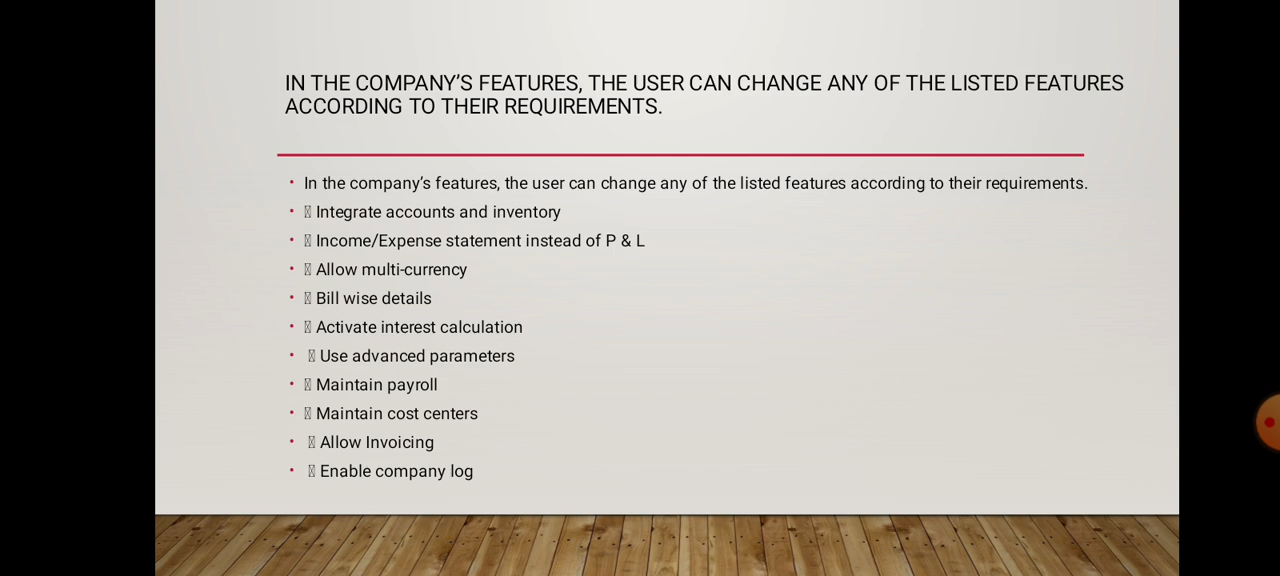 IN THE COMPANY’S FEATURES, THE USER CAN CHANGE ANY OF THE LISTED FEATURES
ACCORDING TO THEIR REQUIREMENTS.
• In the company’s features, the user can change any of the listed features according to their requirements.
• Integrate accounts and inventory
• Income/Expense statement instead of P & L
• Allow multi-currency
• Bill wise details
• Activate interest calculation
• Use advanced parameters
• Maintain payroll
• Maintain cost centers
• Allow Invoicing
• Enable company log